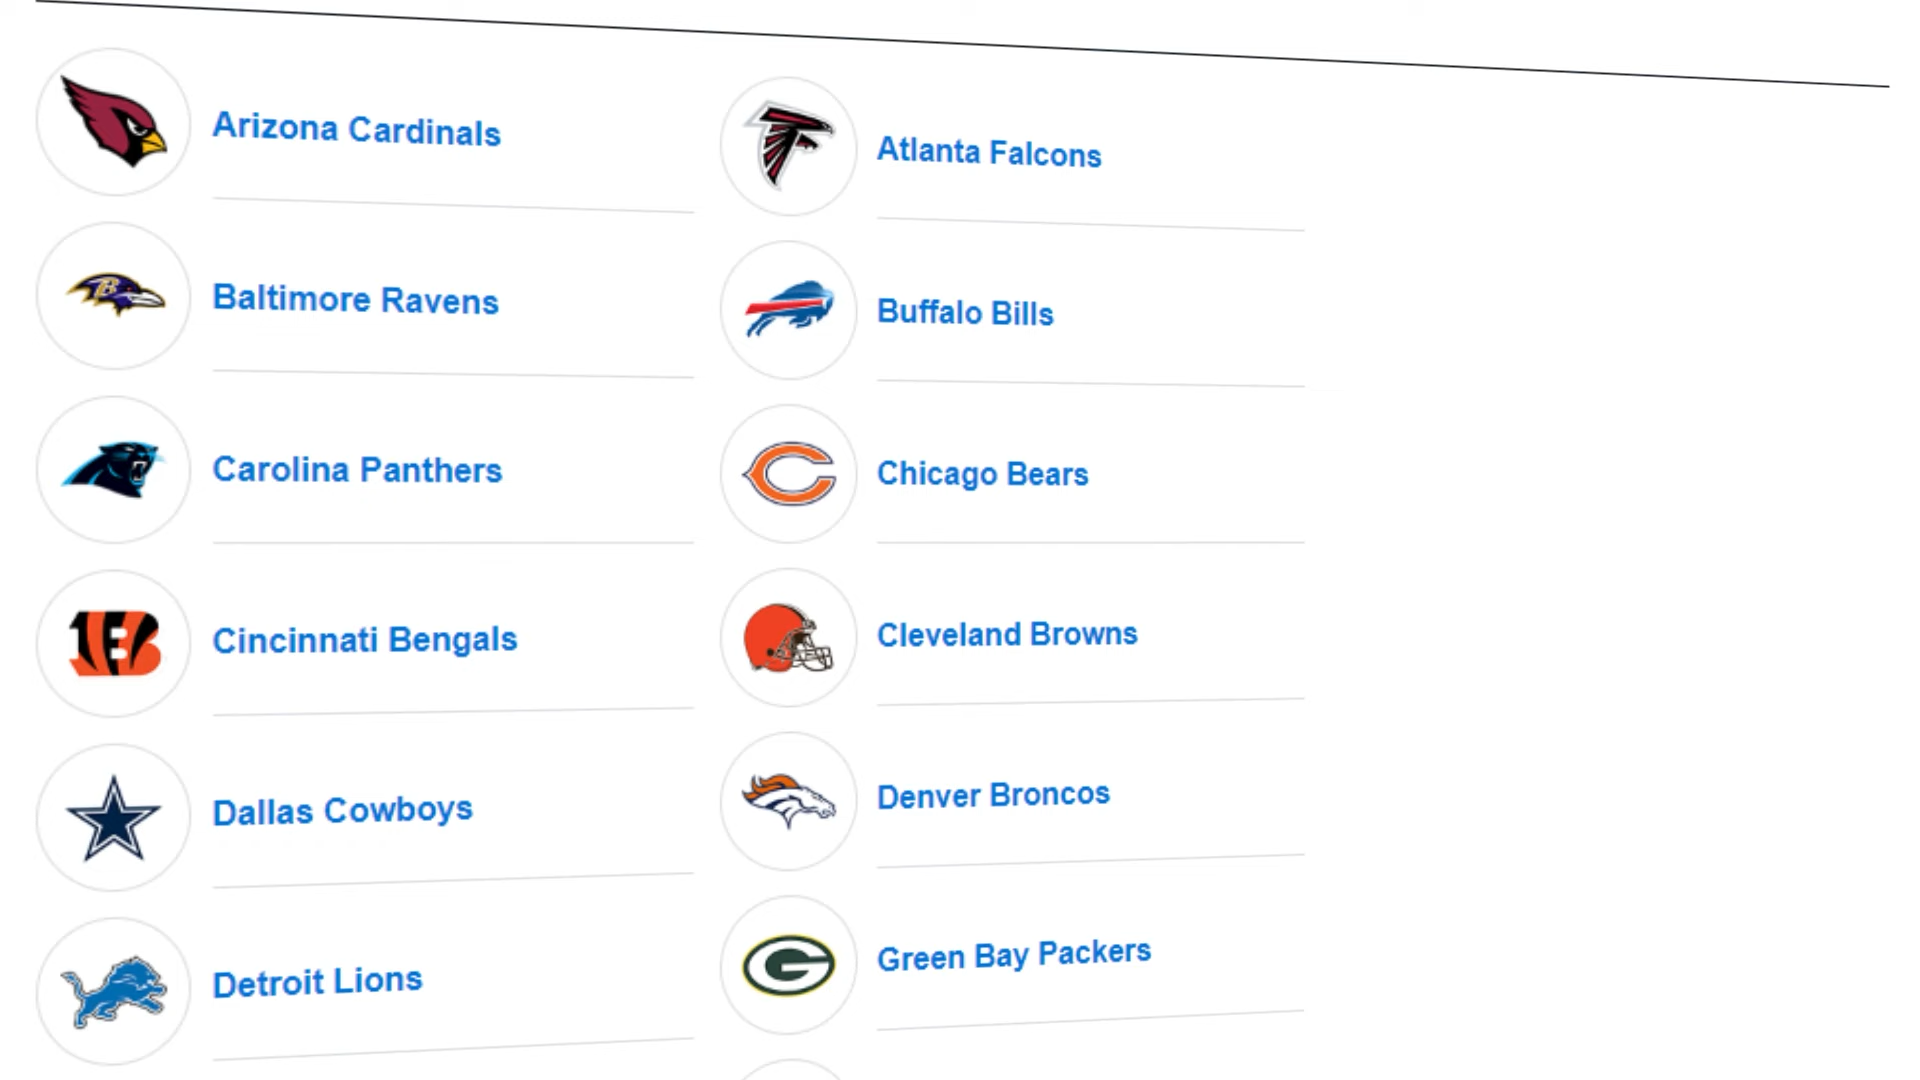 Arizona Cardinals
Atlanta Falcons
Baltimore Ravens
Buffalo Bills
Carolina Panthers
Chicago Bears
Cincinnati Bengals
Cleveland Browns
Dallas Cowboys
Denver Broncos
Detroit Lions
Green Bay Packers